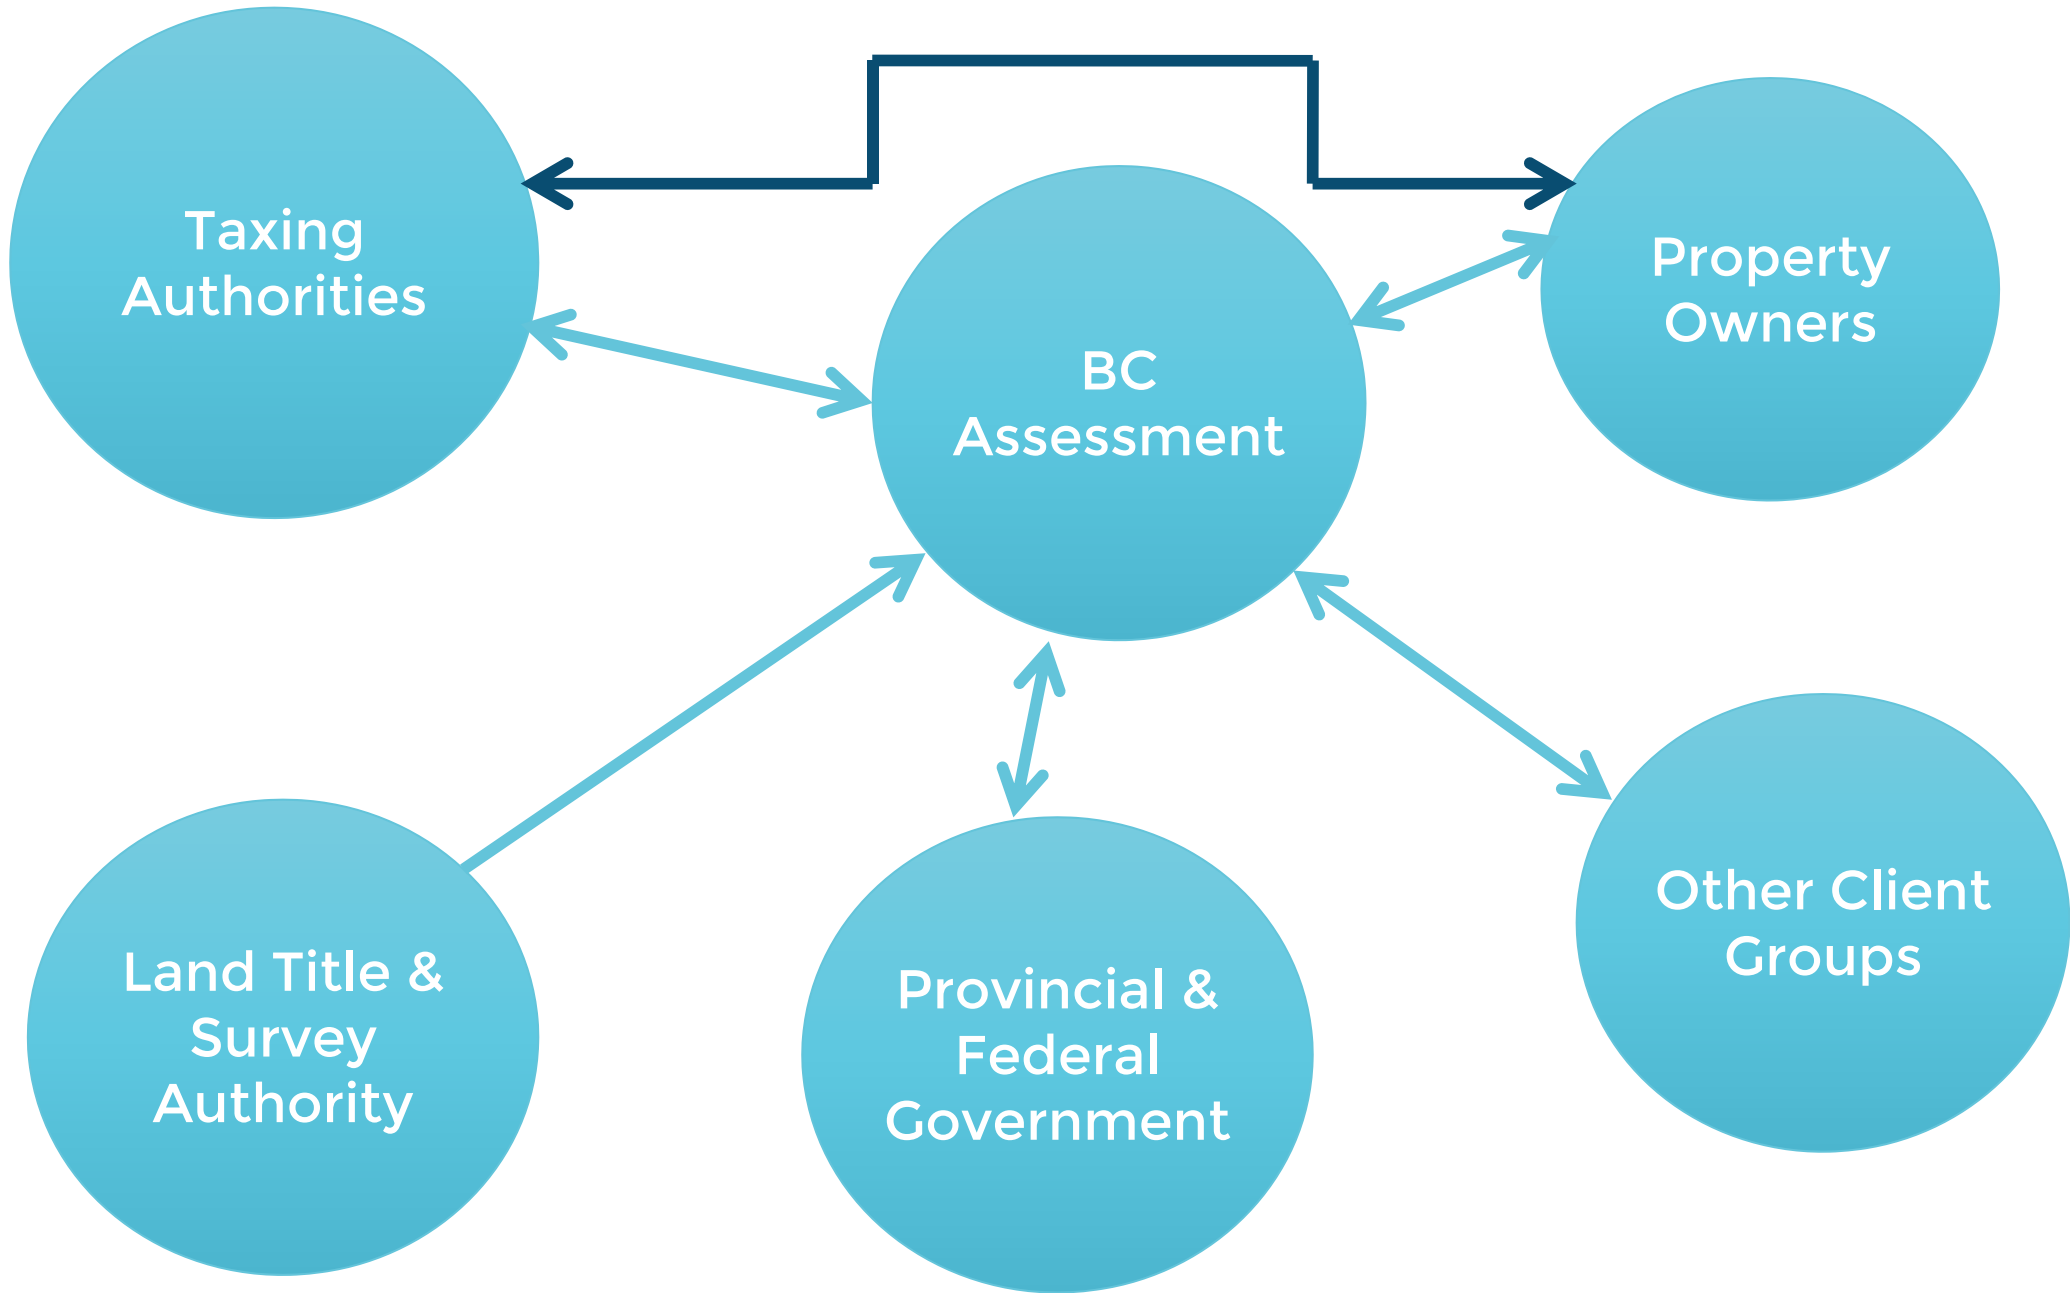 Taxing
Authorities
Property
Owners
BC
Assessment
Other Client
Groups
Land Title &
Survey
Authority
Provincial &
Federal
Government